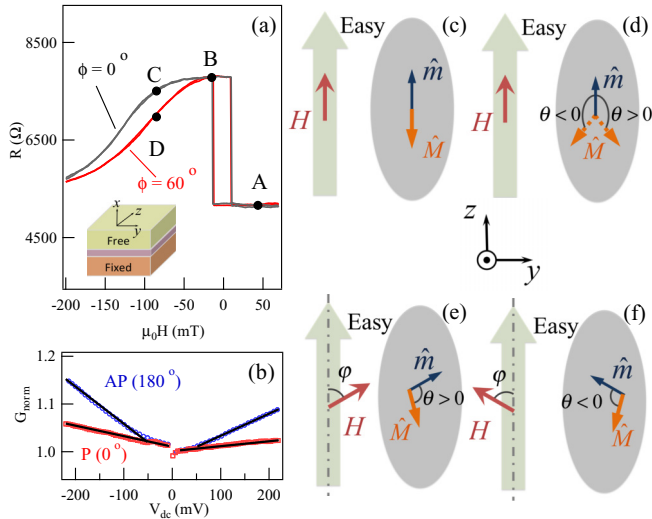 (a)
8500
6500
4500
R (Ω)
ϕ = 0°
C
B
D
A
ϕ = 60°
x
z
y
Free
Fixed
-200 -150 -100 -50 0 50
μ₀H (mT)
(b)
1.2
1.1
1.0
G_norm
AP (180°)
P (0°)
-200 -100 0 100 200
V_dc (mV)
(c)
Easy
H
m̂
M̂
(d)
Easy
H
m̂
θ<0
θ>0
M̂
z
y
(e)
Easy
φ
H
m̂
θ>0
M̂
(f)
Easy
φ
H
m̂
θ<0
M̂